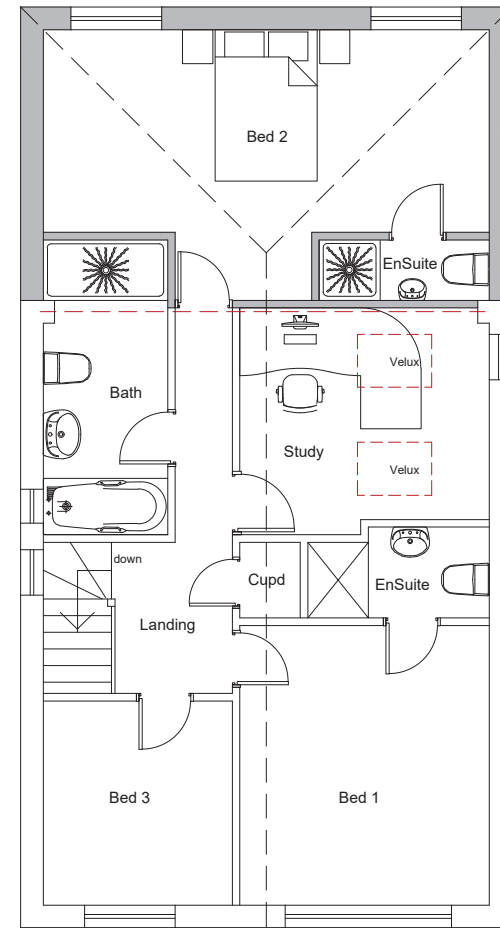 Bed 2
EnSuite
Velux
Bath
Study
Velux
down
Cupd
EnSuite
Landing
Bed 3
Bed 1